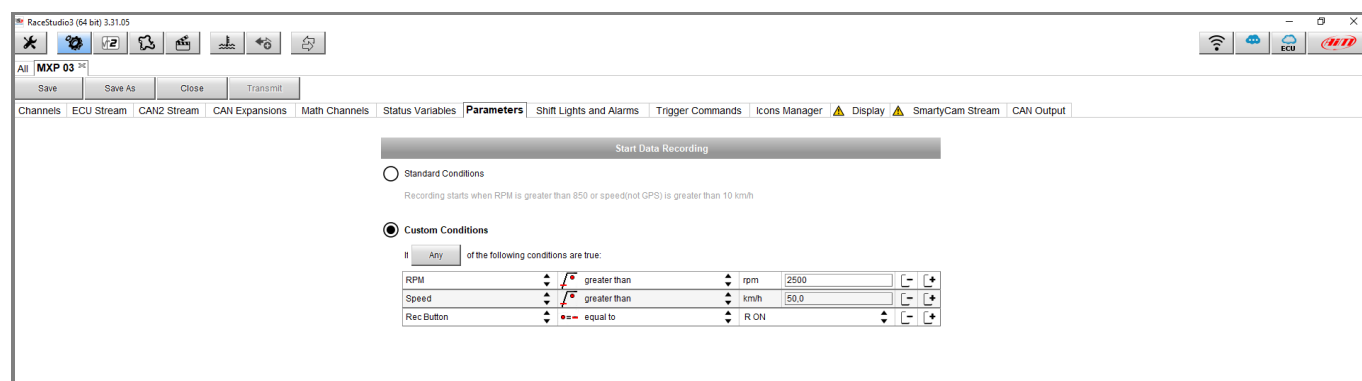 RaceStudio3 (64 bit) 3.31.05
ECU
AiM
All MXP 03
Save Save As Close Transmit
Channels ECU Stream CAN2 Stream CAN Expansions Math Channels Status Variables Parameters Shift Lights and Alarms Trigger Commands Icons Manager Display SmartyCam Stream CAN Output
Start Data Recording
Standard Conditions
Recording starts when RPM is greater than 850 or speed(not GPS) is greater than 10 km/h
Custom Conditions
If Any of the following conditions are true:
RPM greater than rpm 2500
Speed greater than km/h 50,0
Rec Button equal to R ON